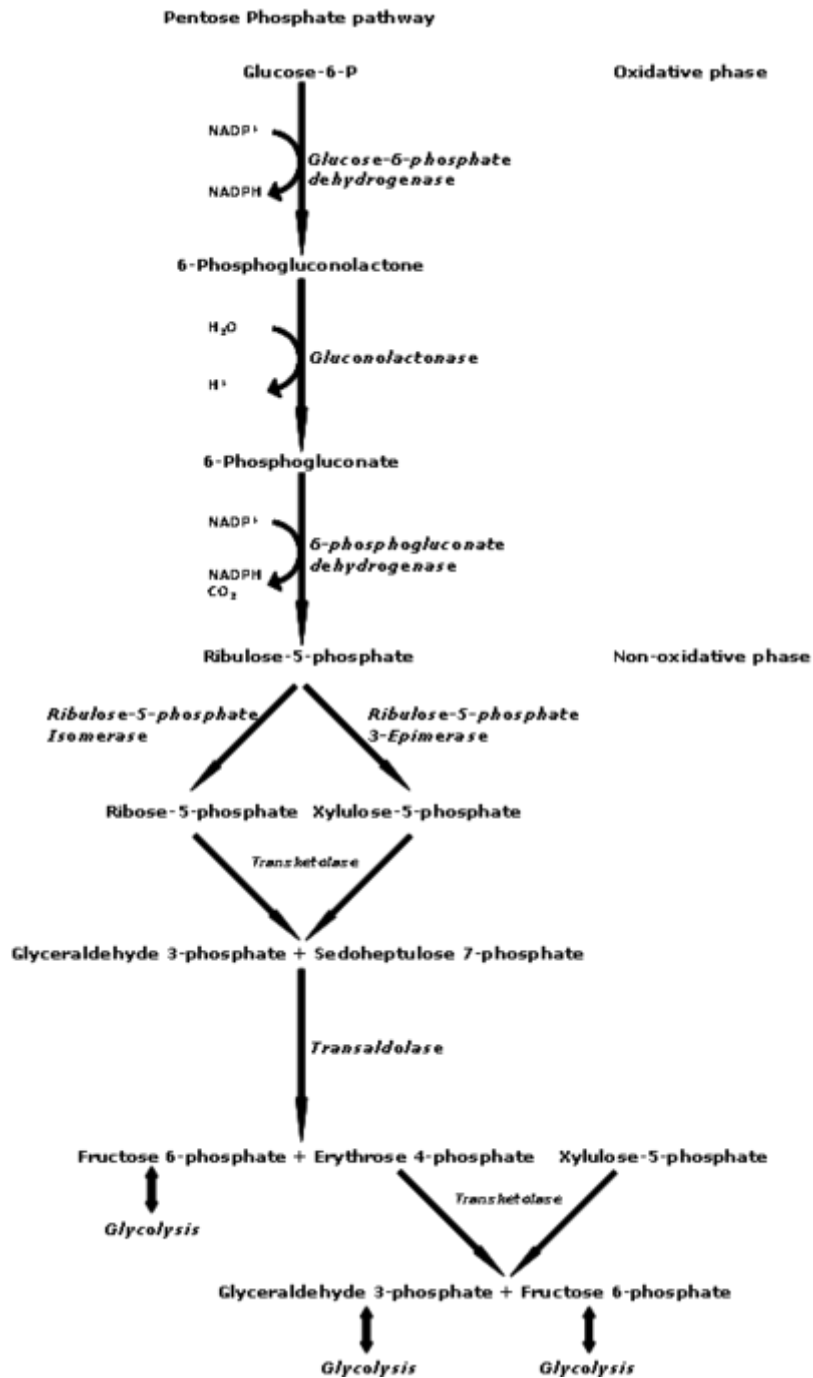 Pentose Phosphate pathway
Glucose-6-P
Oxidative phase
NADP⁺
Glucose-6-phosphate
dehydrogenase
NADPH
6-Phosphogluconolactone
H₂O
Gluconolactonase
H⁺
6-Phosphogluconate
NADP⁺
6-phosphogluconate
dehydrogenase
NADPH
CO₂
Ribulose-5-phosphate
Non-oxidative phase
Ribulose-5-phosphate
Isomerase
Ribulose-5-phosphate
3-Epimerase
Ribose-5-phosphate
Xylulose-5-phosphate
Transketolase
Glyceraldehyde 3-phosphate + Sedoheptulose 7-phosphate
Transaldolase
Fructose 6-phosphate + Erythrose 4-phosphate
Xylulose-5-phosphate
Transketolase
Glycolysis
Glyceraldehyde 3-phosphate + Fructose 6-phosphate
Glycolysis
Glycolysis